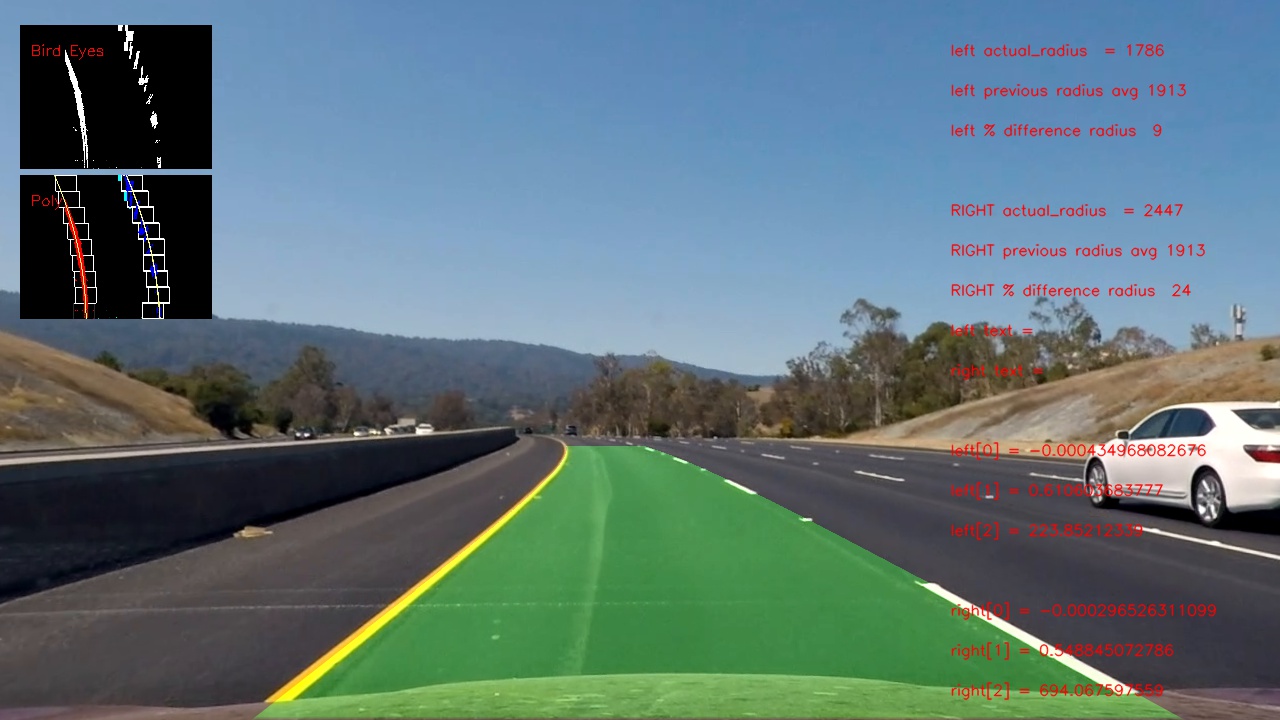 Bird Eyes
Poly
left actual_radius = 1786
left previous radius avg 1913
left % difference radius 9
RIGHT actual_radius = 2447
RIGHT previous radius avg 1913
RIGHT % difference radius 24
left text =
right text =
left[0] = -0.000434968082676
left[1] = 0.610603683777
left[2] = 223.85212339
right[0] = -0.000296526311099
right[1] = 0.548845072786
right[2] = 694.067597559